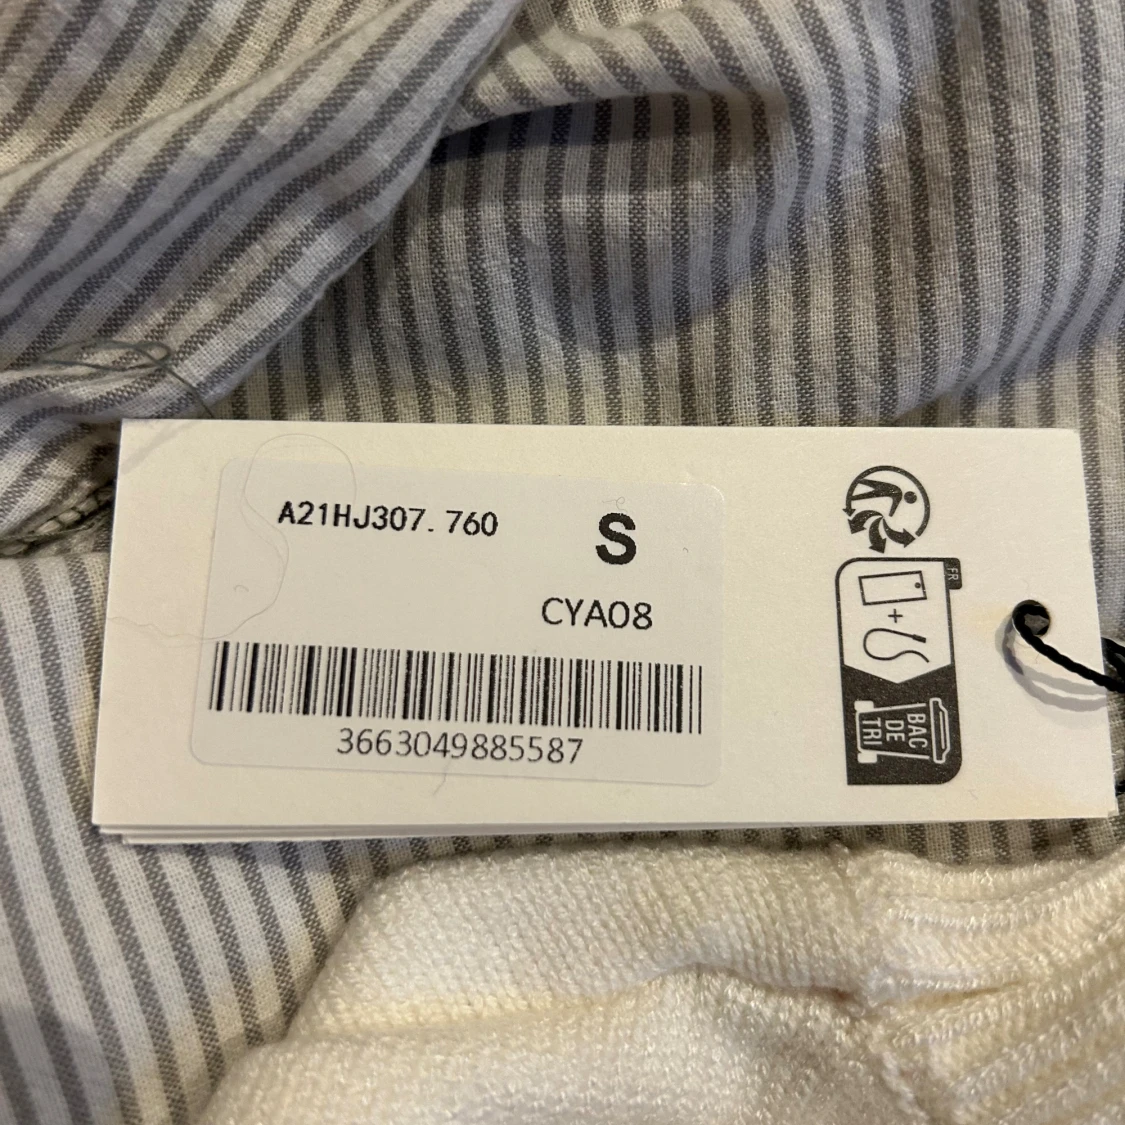 A21HJ307. 760
S
CYA08
3663049885587
FR
+
BAC
DE
TRI